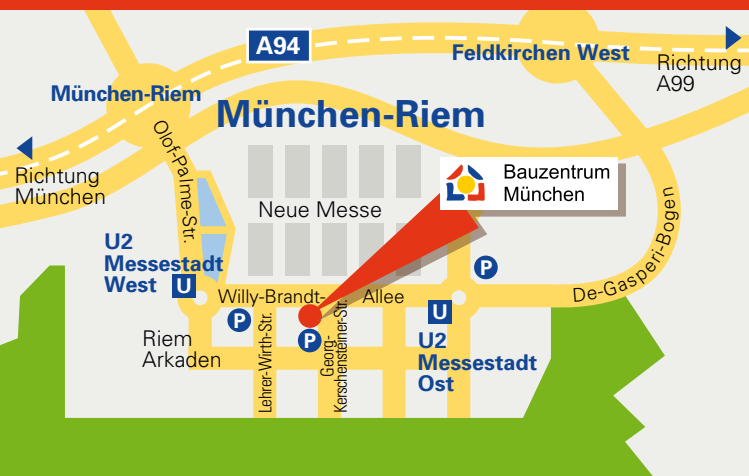 A94
Feldkirchen West
Richtung
A99
München-Riem
München-Riem
Olof-Palme-Str.
Richtung
München
Bauzentrum
München
Neue Messe
De-Gasperi-Bogen
U2
Messestadt
West
U
P
Willy-Brandt-
Allee
P
U
P
Riem
Arkaden
Lehrer-Wirth-Str.
Georg-
Kerschensteiner-Str.
U2
Messestadt
Ost